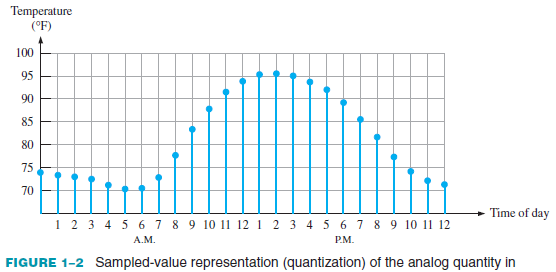 Temperature
(°F)
100
95
90
85
80
75
70
1 2 3 4 5 6 7 8 9 10 11 12 1 2 3 4 5 6 7 8 9 10 11 12
Time of day
A.M.
P.M.
FIGURE 1–2 Sampled-value representation (quantization) of the analog quantity in